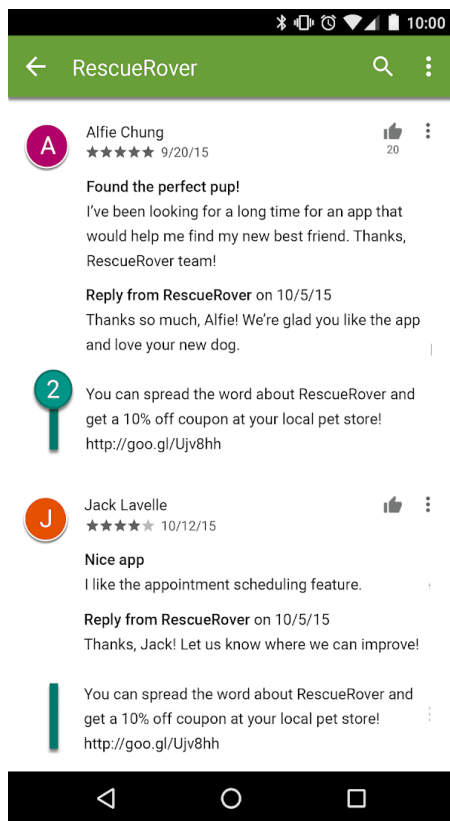 10:00
RescueRover
A
Alfie Chung
★★★★★ 9/20/15
20
Found the perfect pup!
I've been looking for a long time for an app that
would help me find my new best friend. Thanks,
RescueRover team!
Reply from RescueRover on 10/5/15
Thanks so much, Alfie! We're glad you like the app
and love your new dog.
2
You can spread the word about RescueRover and
get a 10% off coupon at your local pet store!
http://goo.gl/Ujv8hh
J
Jack Lavelle
★★★★★ 10/12/15
Nice app
I like the appointment scheduling feature.
Reply from RescueRover on 10/5/15
Thanks, Jack! Let us know where we can improve!
You can spread the word about RescueRover and
get a 10% off coupon at your local pet store!
http://goo.gl/Ujv8hh